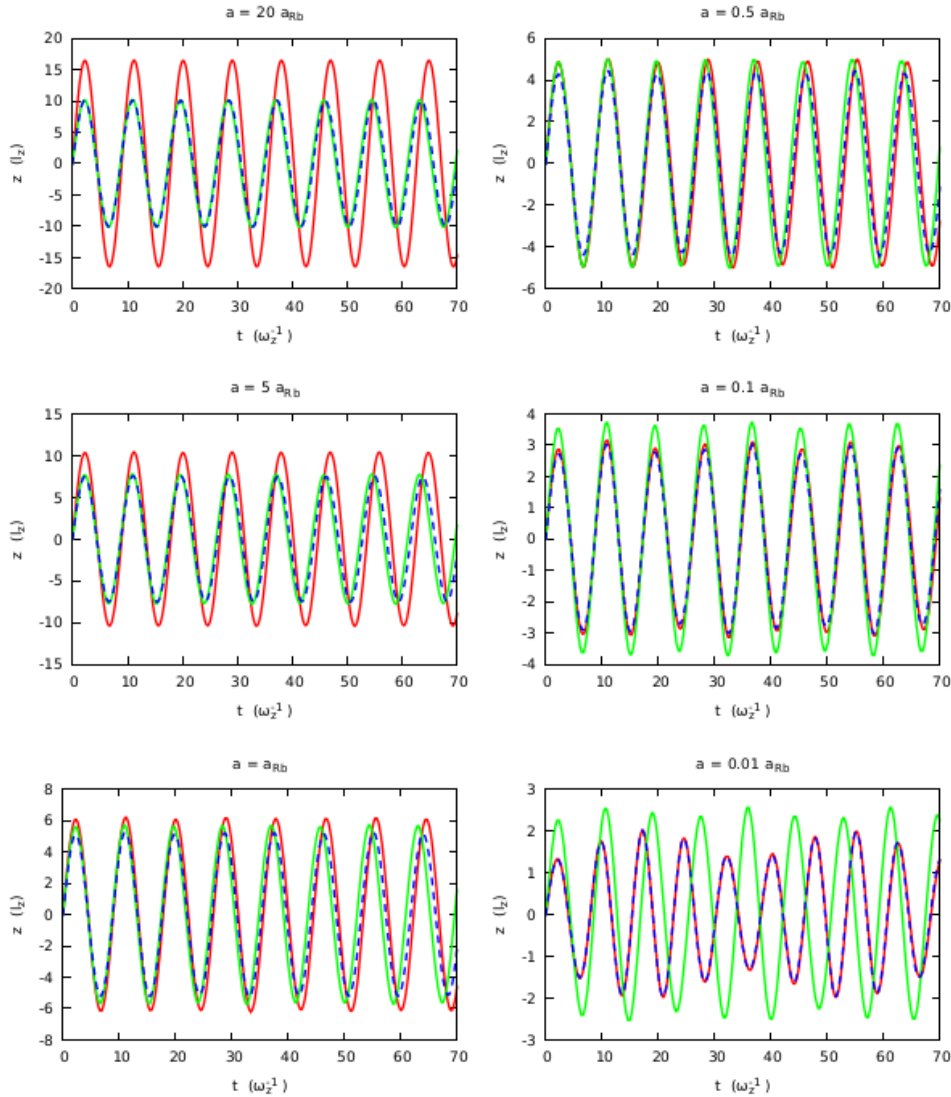 a = 20 a_Rb
20
15
10
5
0
-5
-10
-15
-20
z (l_z)
0 10 20 30 40 50 60 70
t (ω_z^-1)
a = 0.5 a_Rb
6
4
2
0
-2
-4
-6
z (l_z)
0 10 20 30 40 50 60 70
t (ω_z^-1)
a = 5 a_Rb
15
10
5
0
-5
-10
-15
z (l_z)
0 10 20 30 40 50 60 70
t (ω_z^-1)
a = 0.1 a_Rb
4
3
2
1
0
-1
-2
-3
-4
z (l_z)
0 10 20 30 40 50 60 70
t (ω_z^-1)
a = a_Rb
8
6
4
2
0
-2
-4
-6
-8
z (l_z)
0 10 20 30 40 50 60 70
t (ω_z^-1)
a = 0.01 a_Rb
3
2
1
0
-1
-2
-3
z (l_z)
0 10 20 30 40 50 60 70
t (ω_z^-1)